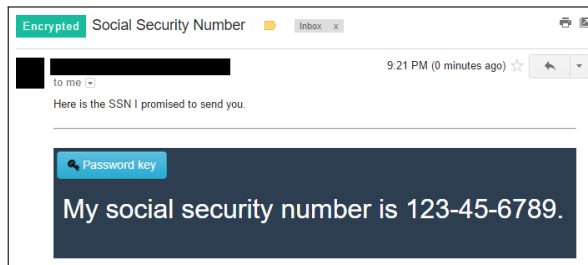 Encrypted Social Security Number Inbox x
9:21 PM (0 minutes ago)
to me
Here is the SSN I promised to send you.
Password key
My social security number is 123-45-6789.